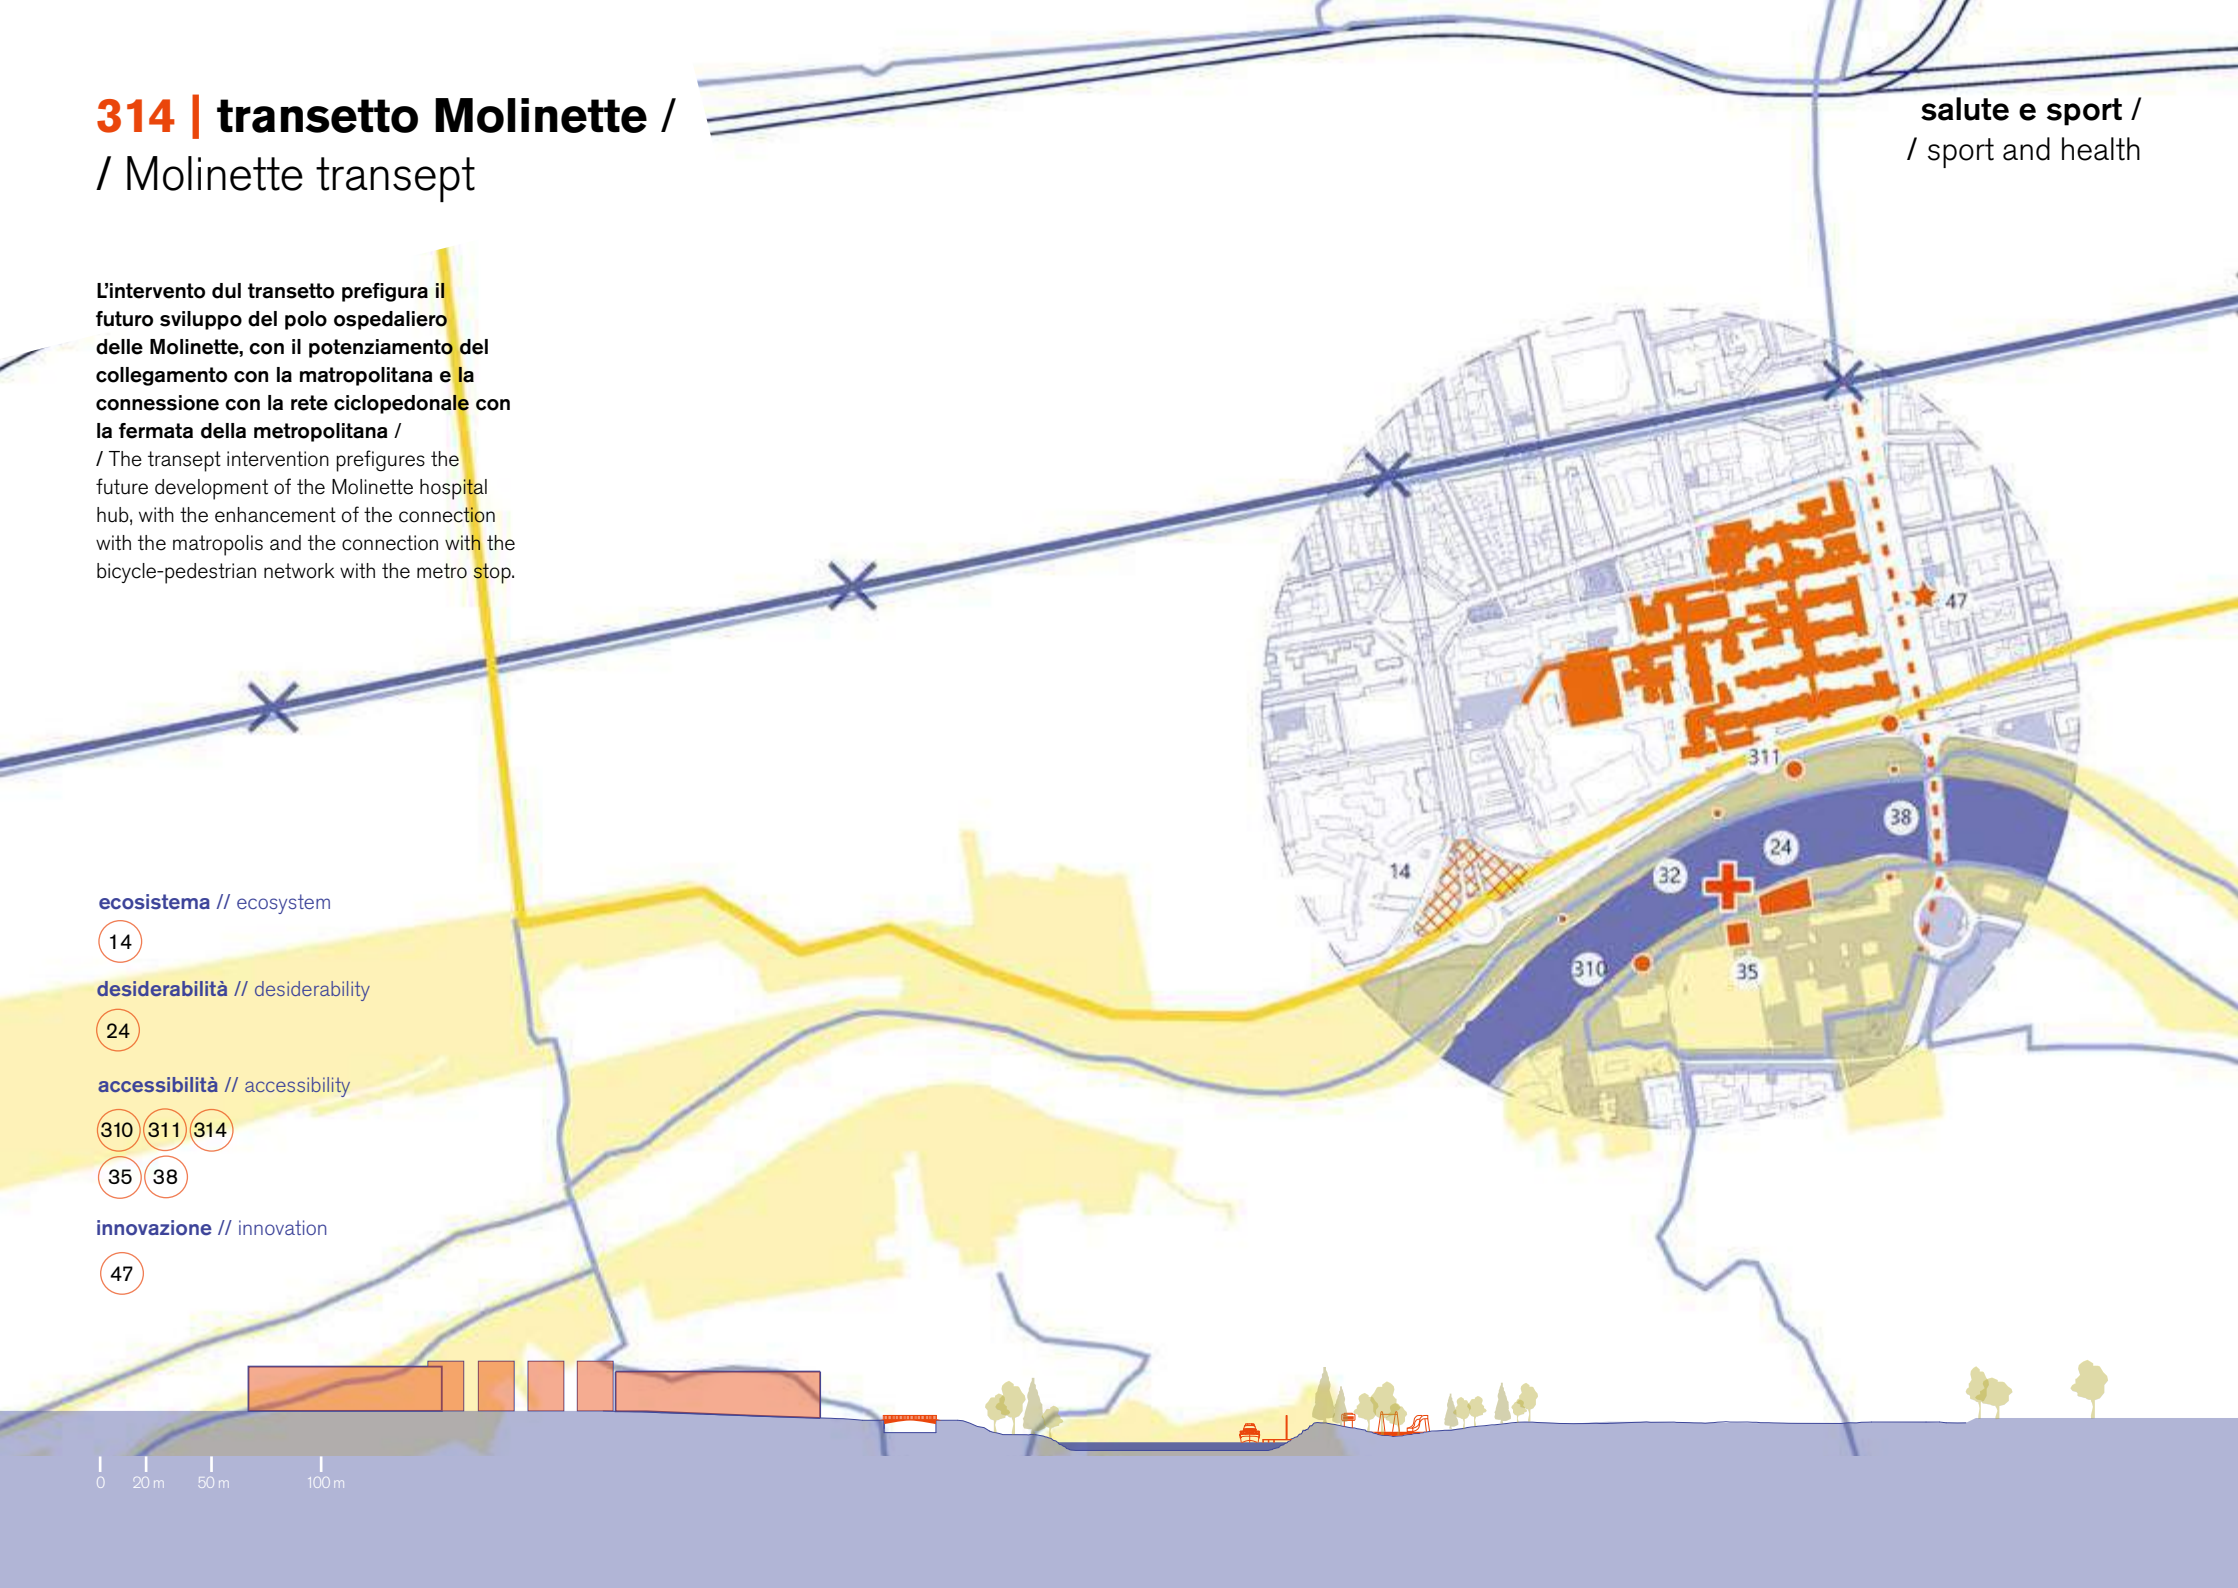 314 | transetto Molinette /
/ Molinette transept
salute e sport /
/ sport and health
L'intervento dul transetto prefigura il
futuro sviluppo del polo ospedaliero
delle Molinette, con il potenziamento del
collegamento con la matropolitana e la
connessione con la rete ciclopedonale con
la fermata della metropolitana /
/ The transept intervention prefigures the
future development of the Molinette hospital
hub, with the enhancement of the connection
with the matropolis and the connection with the
bicycle-pedestrian network with the metro stop.
47
311
38
24
14
32
310
35
ecosistema // ecosystem
14
desiderabilità // desiderability
24
accessibilità // accessibility
310 311 314
35 38
innovazione // innovation
47
0 20 m 50 m 100 m